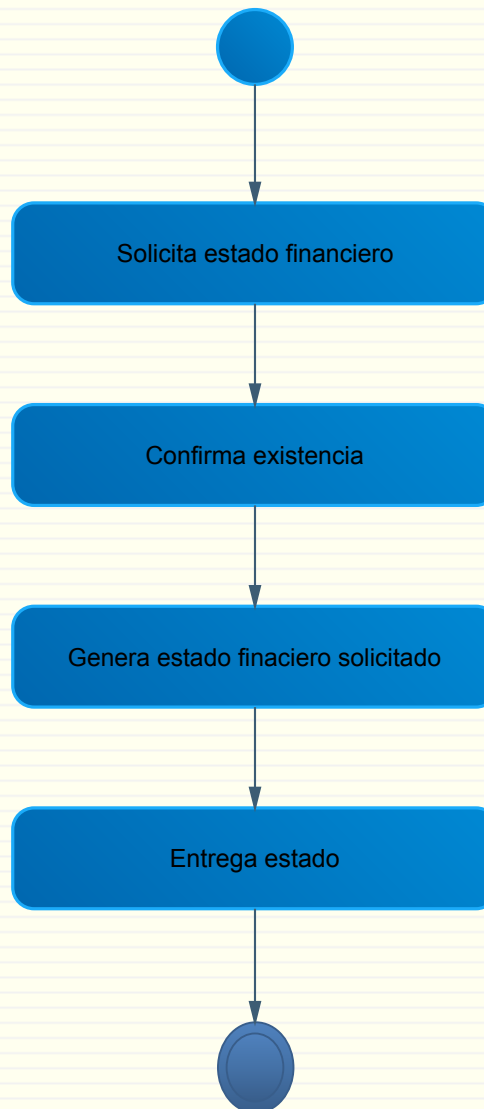 Solicita estado financiero
Confirma existencia
Genera estado finaciero solicitado
Entrega estado